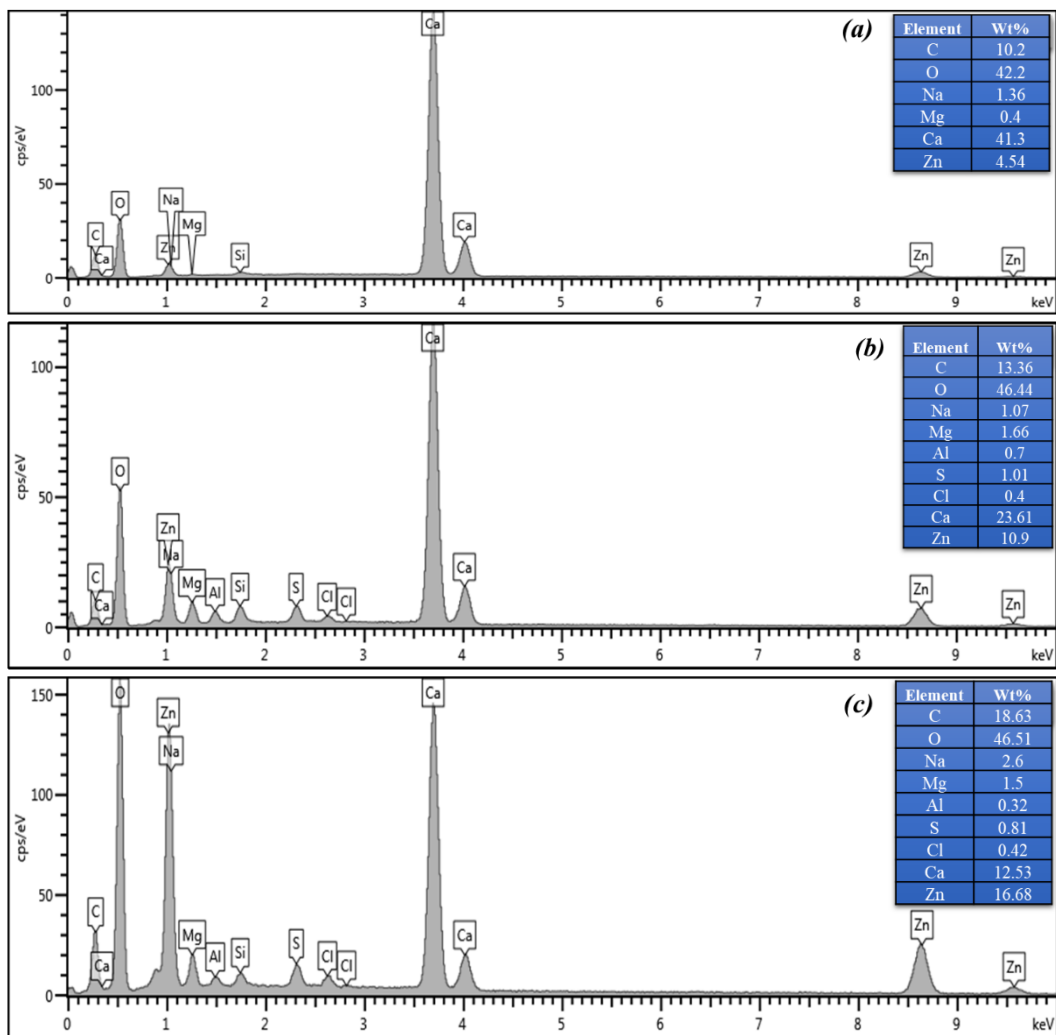 (a)
Element Wt%
C 10.2
O 42.2
Na 1.36
Mg 0.4
Ca 41.3
Zn 4.54
cps/eV
100
50
0
Ca
C
Ca
O
Na
Zn
Mg
Si
Ca
Zn
Zn
0 1 2 3 4 5 6 7 8 9 keV
(b)
Element Wt%
C 13.36
O 46.44
Na 1.07
Mg 1.66
Al 0.7
S 1.01
Cl 0.4
Ca 23.61
Zn 10.9
cps/eV
100
50
0
Ca
O
C
Ca
Zn
Na
Mg
Al
Si
S
Cl
Cl
Ca
Zn
Zn
0 1 2 3 4 5 6 7 8 9 keV
(c)
Element Wt%
C 18.63
O 46.51
Na 2.6
Mg 1.5
Al 0.32
S 0.81
Cl 0.42
Ca 12.53
Zn 16.68
cps/eV
150
100
50
0
O
Ca
Zn
Na
C
Ca
Mg
Al
Si
S
Cl
Cl
Ca
Zn
Zn
0 1 2 3 4 5 6 7 8 9 keV